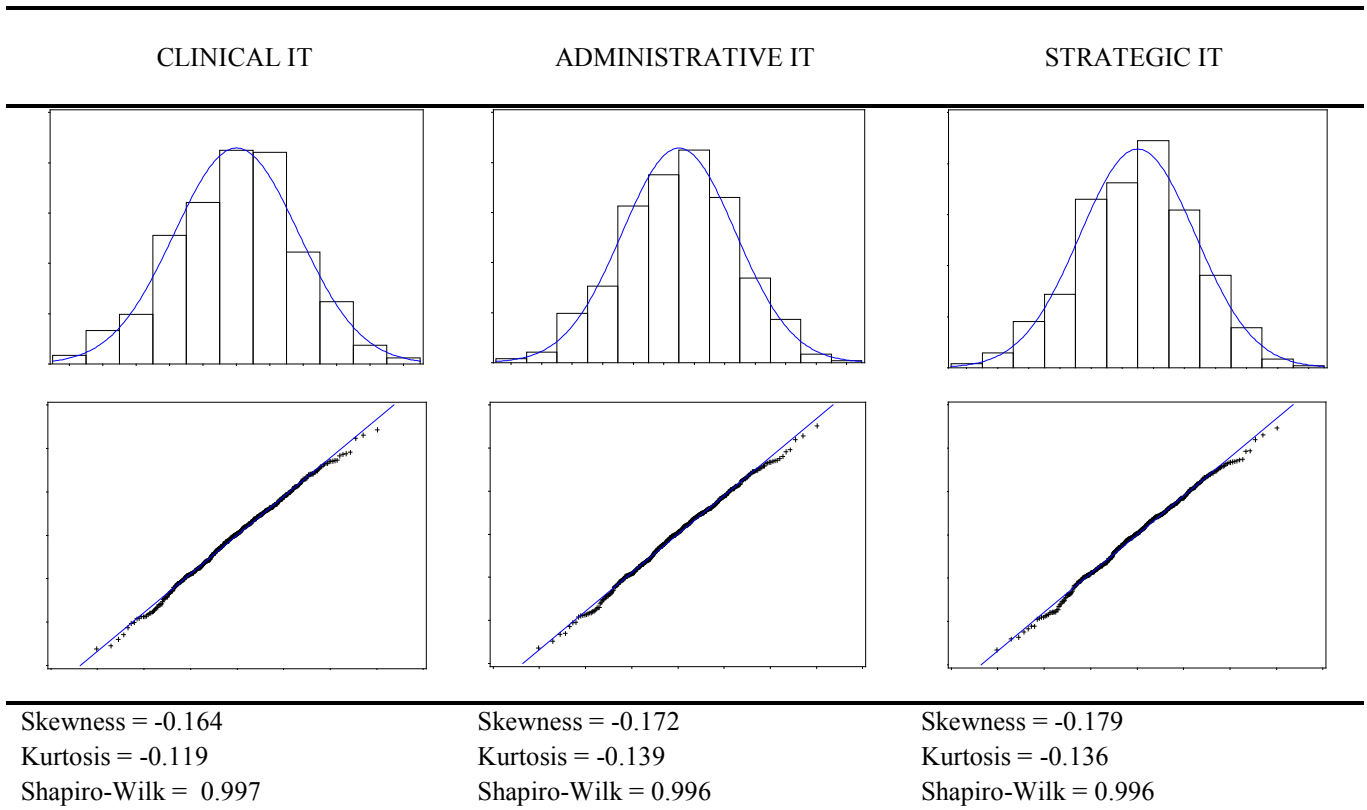 CLINICAL IT
ADMINISTRATIVE IT
STRATEGIC IT
Skewness = -0.164
Kurtosis = -0.119
Shapiro-Wilk =  0.997
Skewness = -0.172
Kurtosis = -0.139
Shapiro-Wilk = 0.996
Skewness = -0.179
Kurtosis = -0.136
Shapiro-Wilk = 0.996